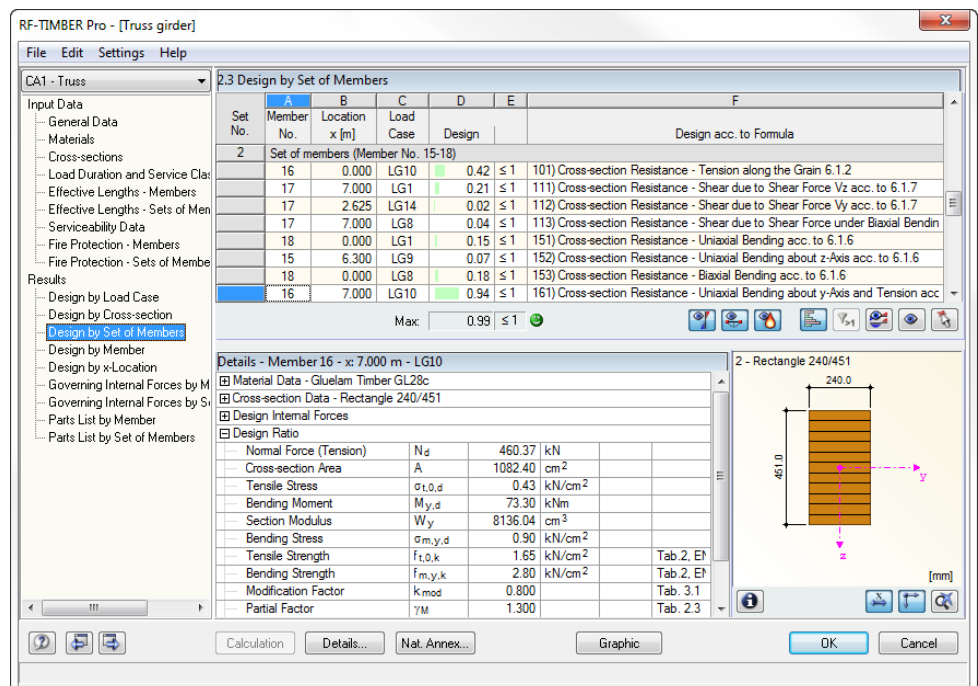 RF-TIMBER Pro - [Truss girder]
File Edit Settings Help
CA1 - Truss
Input Data
General Data
Materials
Cross-sections
Load Duration and Service Clas
Effective Lengths - Members
Effective Lengths - Sets of Men
Serviceability Data
Fire Protection - Members
Fire Protection - Sets of Membe
Results
Design by Load Case
Design by Cross-section
Design by Set of Members
Design by Member
Design by x-Location
Governing Internal Forces by M
Governing Internal Forces by S
Parts List by Member
Parts List by Set of Members
2.3 Design by Set of Members
A B C D E F
Set Member Location Load
No. No. x [m] Case Design Design acc. to Formula
2 Set of members (Member No. 15-18)
16 0.000 LG10 0.42 ≤ 1 101) Cross-section Resistance - Tension along the Grain 6.1.2
17 7.000 LG1 0.21 ≤ 1 111) Cross-section Resistance - Shear due to Shear Force Vz acc. to 6.1.7
17 2.625 LG14 0.02 ≤ 1 112) Cross-section Resistance - Shear due to Shear Force Vy acc. to 6.1.7
17 7.000 LG8 0.04 ≤ 1 113) Cross-section Resistance - Shear due to Shear Force under Biaxial Bendin
18 0.000 LG1 0.15 ≤ 1 151) Cross-section Resistance - Uniaxial Bending acc. to 6.1.6
15 6.300 LG9 0.07 ≤ 1 152) Cross-section Resistance - Uniaxial Bending about z-Axis acc. to 6.1.6
18 0.000 LG8 0.18 ≤ 1 153) Cross-section Resistance - Biaxial Bending acc. to 6.1.6
16 7.000 LG10 0.94 ≤ 1 161) Cross-section Resistance - Uniaxial Bending about y-Axis and Tension acc
Max: 0.99 ≤ 1
Details - Member 16 - x: 7.000 m - LG10
Material Data - Gluelam Timber GL28c
Cross-section Data - Rectangle 240/451
Design Internal Forces
Design Ratio
Normal Force (Tension) Nd 460.37 kN
Cross-section Area A 1082.40 cm2
Tensile Stress σt,0,d 0.43 kN/cm2
Bending Moment My,d 73.30 kNm
Section Modulus Wy 8136.04 cm3
Bending Stress σm,y,d 0.90 kN/cm2
Tensile Strength ft,0,k 1.65 kN/cm2 Tab.2, EN
Bending Strength fm,y,k 2.80 kN/cm2 Tab.2, EN
Modification Factor kmod 0.800 Tab. 3.1
Partial Factor γM 1.300 Tab. 2.3
2 - Rectangle 240/451
240.0
451.0
y
z
[mm]
Calculation Details... Nat. Annex... Graphic OK Cancel